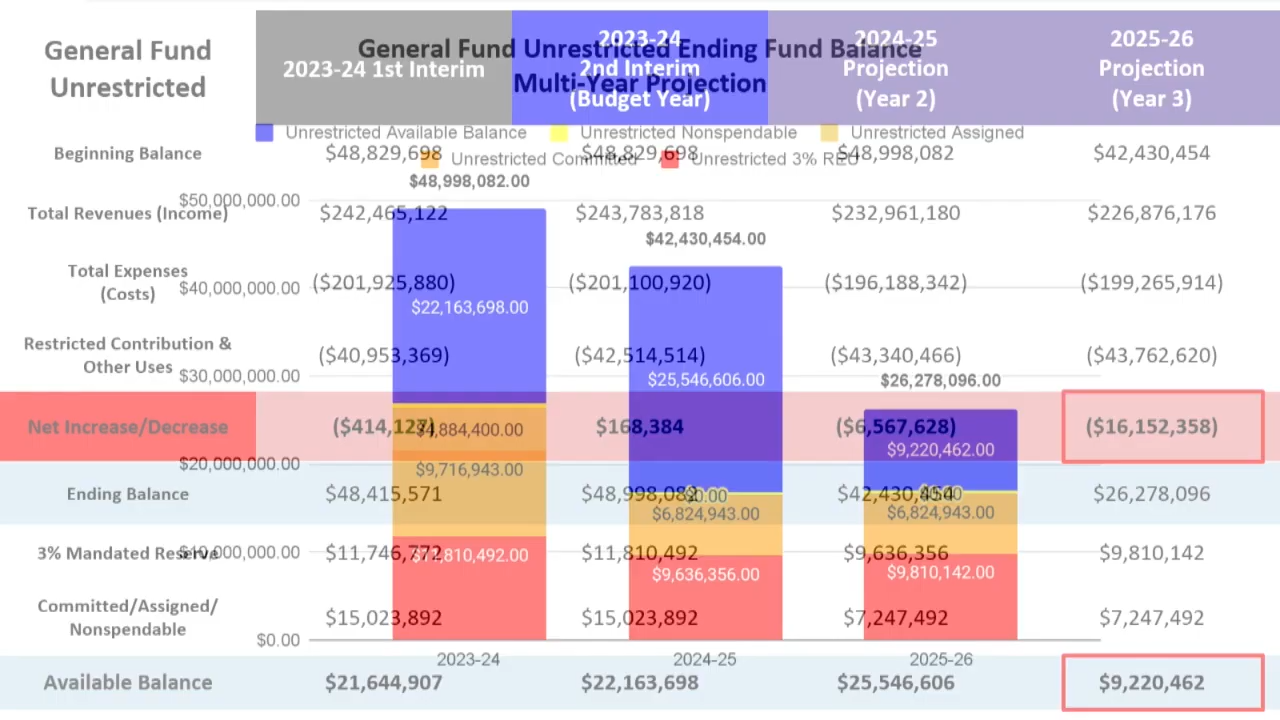 General Fund
Unrestricted
2023-24 1st Interim
2023-24
2nd Interim
(Budget Year)
2024-25
Projection
(Year 2)
2025-26
Projection
(Year 3)
General Fund Unrestricted Ending Fund Balance
Multi-Year Projection
Unrestricted Available Balance
Unrestricted Nonspendable
Unrestricted Assigned
Unrestricted Committed
Unrestricted 3% REU
Beginning Balance
$48,829,698
$48,829,698
$48,998,082
$42,430,454
Total Revenues (Income)
$242,465,122
$243,783,818
$232,961,180
$226,876,176
Total Expenses
(Costs)
($201,925,880)
($201,100,920)
($196,188,342)
($199,265,914)
Restricted Contribution &
Other Uses
($40,953,369)
($42,514,514)
($43,340,466)
($43,762,620)
Net Increase/Decrease
($414,127)
$168,384
($6,567,628)
($16,152,358)
Ending Balance
$48,415,571
$48,998,082
$42,430,454
$26,278,096
3% Mandated Reserve
$11,746,772
$11,810,492
$9,636,356
$9,810,142
Committed/Assigned/
Nonspendable
$15,023,892
$15,023,892
$7,247,492
$7,247,492
Available Balance
$21,644,907
$22,163,698
$25,546,606
$9,220,462
$50,000,000.00
$40,000,000.00
$30,000,000.00
$20,000,000.00
$10,000,000.00
$0.00
$48,998,082.00
$22,163,698.00
$4,884,400.00
$9,716,943.00
$11,810,492.00
2023-24
$42,430,454.00
$25,546,606.00
$0.00
$6,824,943.00
$9,636,356.00
2024-25
$26,278,096.00
$9,220,462.00
$0.00
$6,824,943.00
$9,810,142.00
2025-26